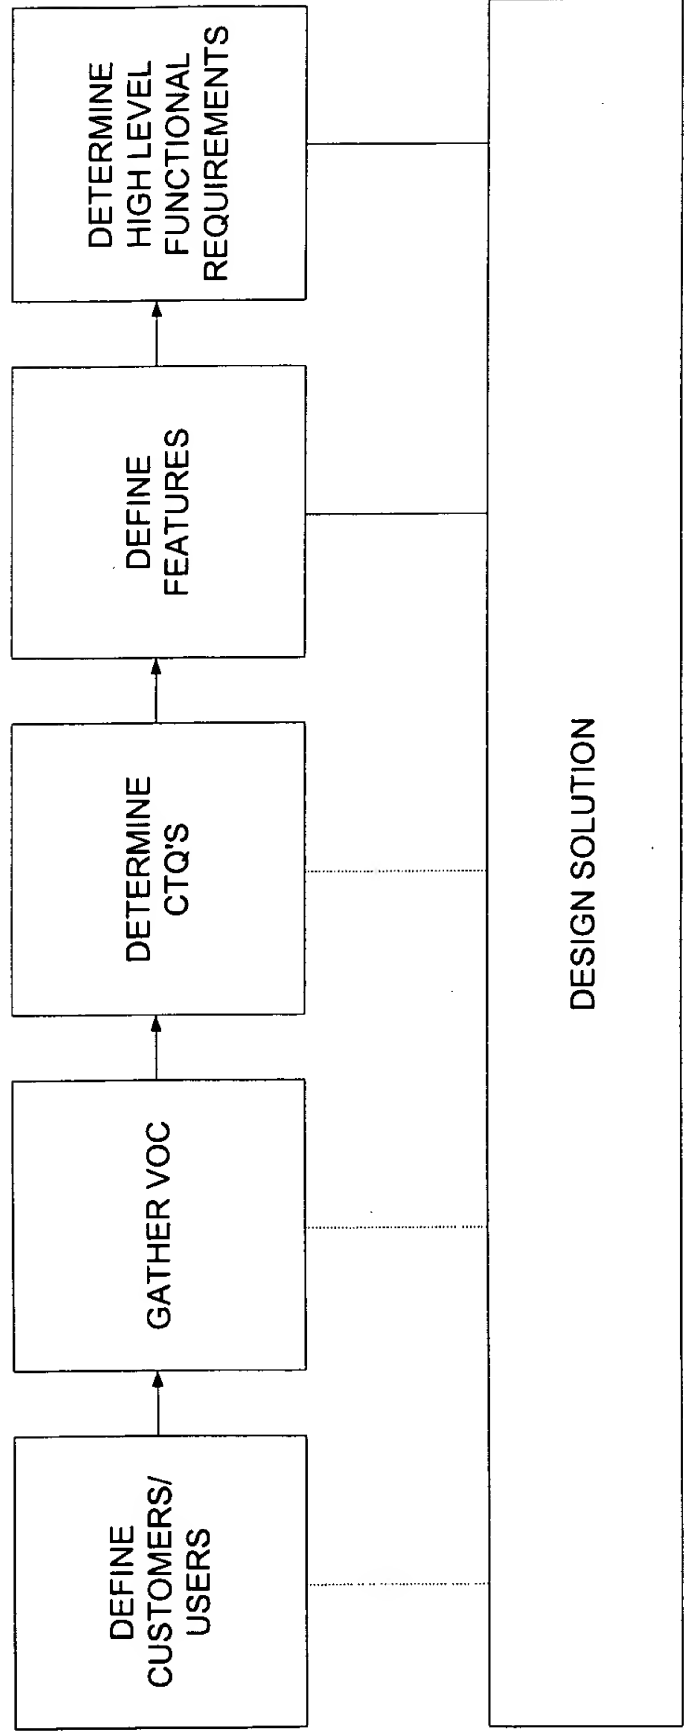 DEFINE
CUSTOMERS/
USERS
GATHER VOC
DETERMINE
CTQ'S
DEFINE
FEATURES
DETERMINE
HIGH LEVEL
FUNCTIONAL
REQUIREMENTS
DESIGN SOLUTION